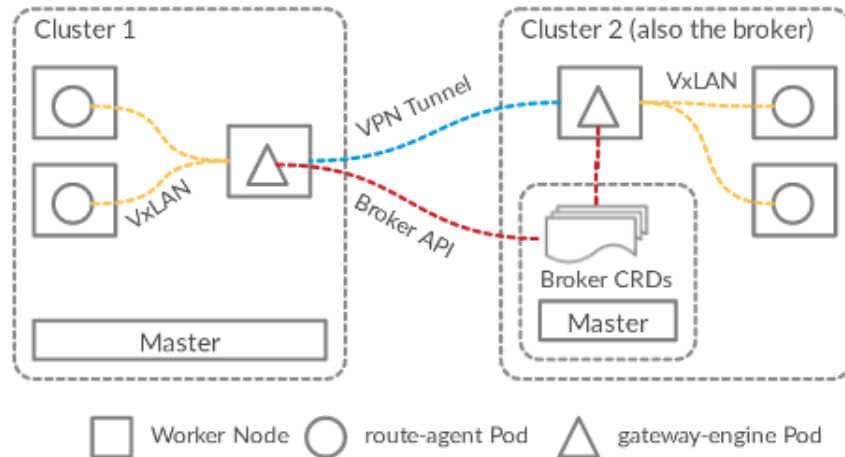 Cluster 1
Cluster 2 (also the broker)
VPN Tunnel
VxLAN
VxLAN
Broker API
Broker CRDs
Master
Master
Worker Node
route-agent Pod
gateway-engine Pod